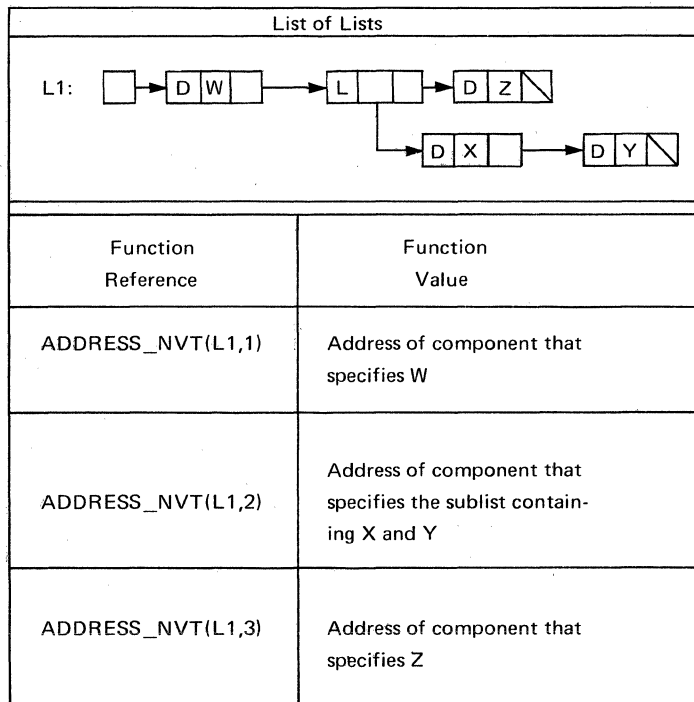 List of Lists
L1: D W L D Z
D X D Y
Function Reference
Function Value
ADDRESS_NVT(L1,1)
Address of component that
specifies W
ADDRESS_NVT(L1,2)
Address of component that
specifies the sublist contain-
ing X and Y
ADDRESS_NVT(L1,3)
Address of component that
specifies Z